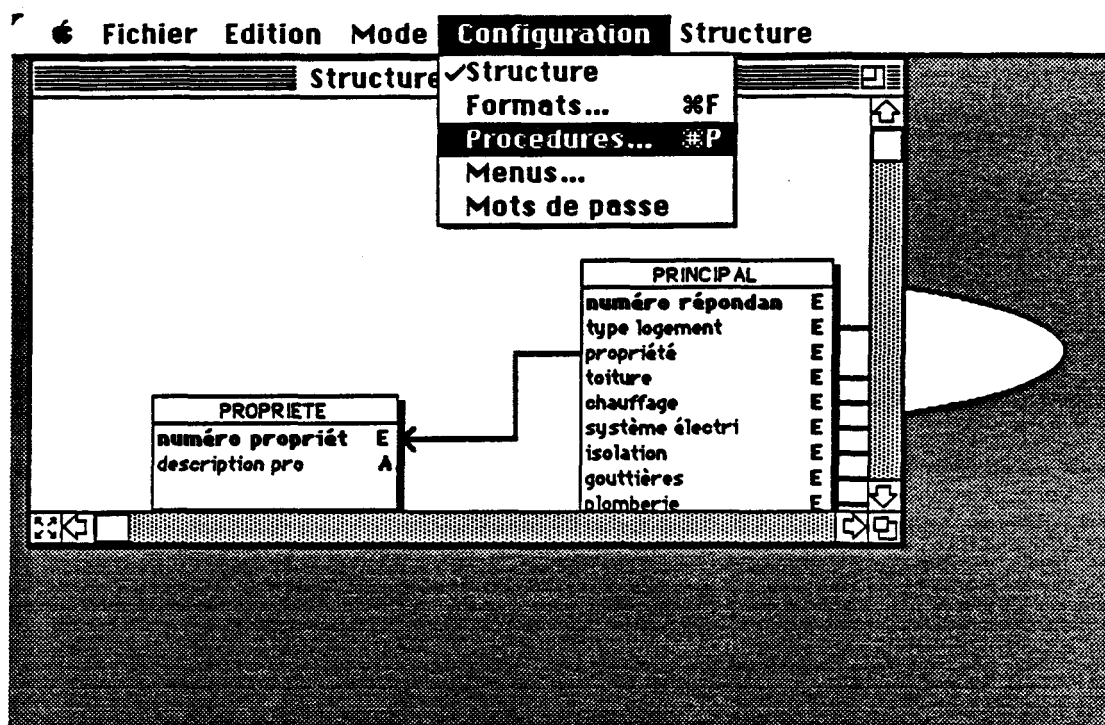 Fichier Edition Mode Configuration Structure
Structure
✓Structure
Formats... ⌘F
Procedures... ⌘P
Menus...
Mots de passe
PRINCIPAL
numéro répondan E
type logement E
propriété E
toiture E
chauffage E
système électri E
isolation E
gouttières E
plomberie E
PROPRIETE
numéro propriét E
description pro A